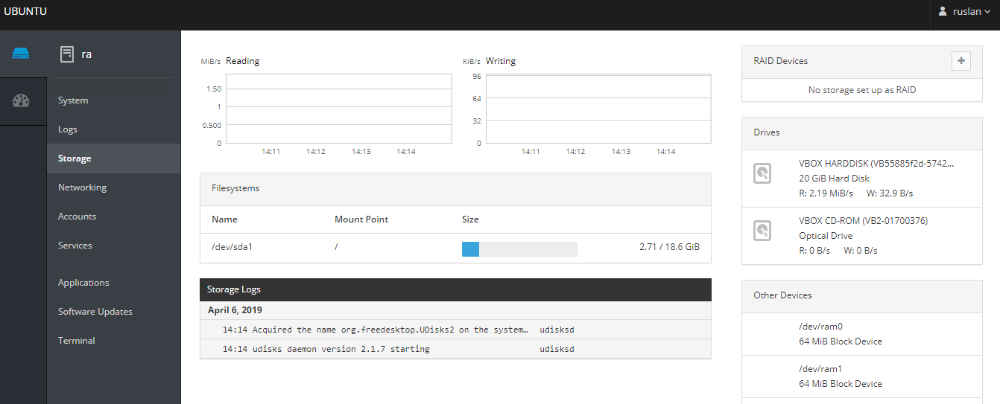 UBUNTU
ruslan
ra
System
Logs
Storage
Networking
Accounts
Services
Applications
Software Updates
Terminal
MiB/s Reading
1.50
1
0.500
0
14:11 14:12 14:13 14:14
KiB/s Writing
96
64
32
0
14:11 14:12 14:13 14:14
Filesystems
Name Mount Point Size
/dev/sda1 / 2.71 / 18.6 GiB
Storage Logs
April 6, 2019
14:14 Acquired the name org.freedesktop.UDisks2 on the system… udisksd
14:14 udisks daemon version 2.1.7 starting udisksd
RAID Devices +
No storage set up as RAID
Drives
VBOX HARDDISK (VB55885f2d-5742...
20 GiB Hard Disk
R: 2.19 MiB/s W: 32.9 B/s
VBOX CD-ROM (VB2-01700376)
Optical Drive
R: 0 B/s W: 0 B/s
Other Devices
/dev/ram0
64 MiB Block Device
/dev/ram1
64 MiB Block Device